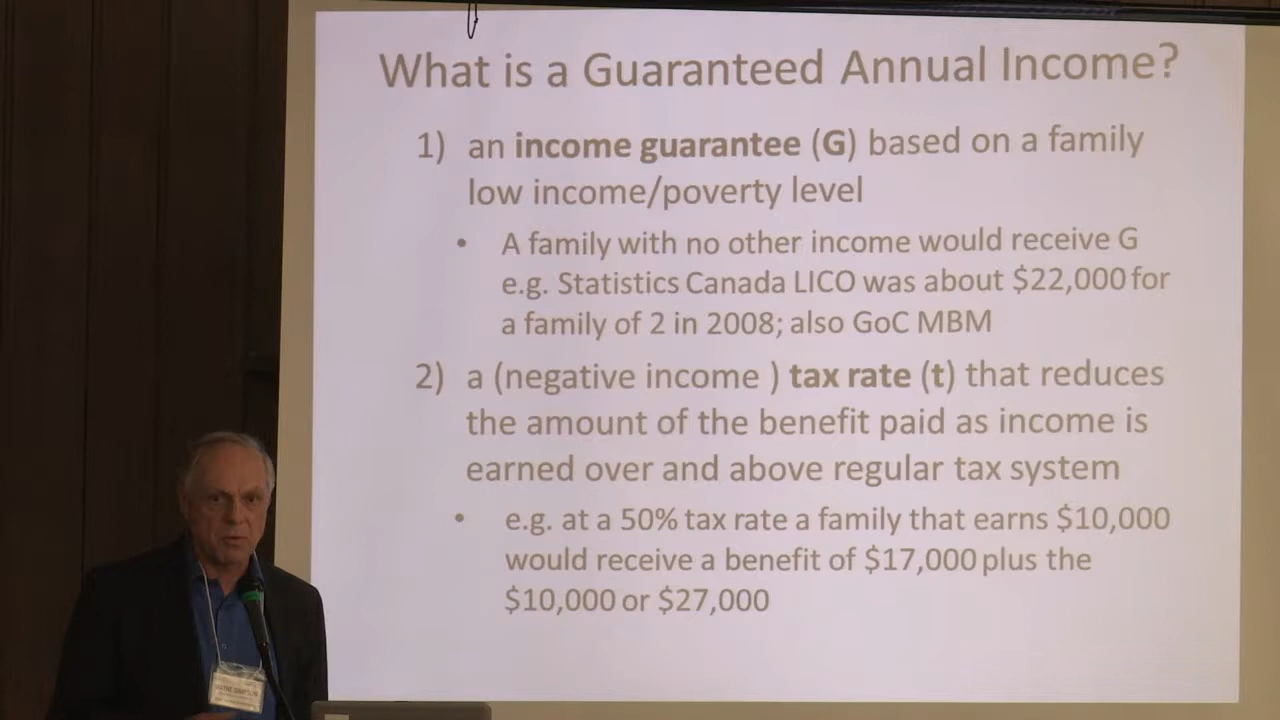 What is a Guaranteed Annual Income?
1) an income guarantee (G) based on a family
low income/poverty level
• A family with no other income would receive G
e.g. Statistics Canada LICO was about $22,000 for
a family of 2 in 2008; also GoC MBM
2) a (negative income ) tax rate (t) that reduces
the amount of the benefit paid as income is
earned over and above regular tax system
• e.g. at a 50% tax rate a family that earns $10,000
would receive a benefit of $17,000 plus the
$10,000 or $27,000
WAYNE SIMPSON